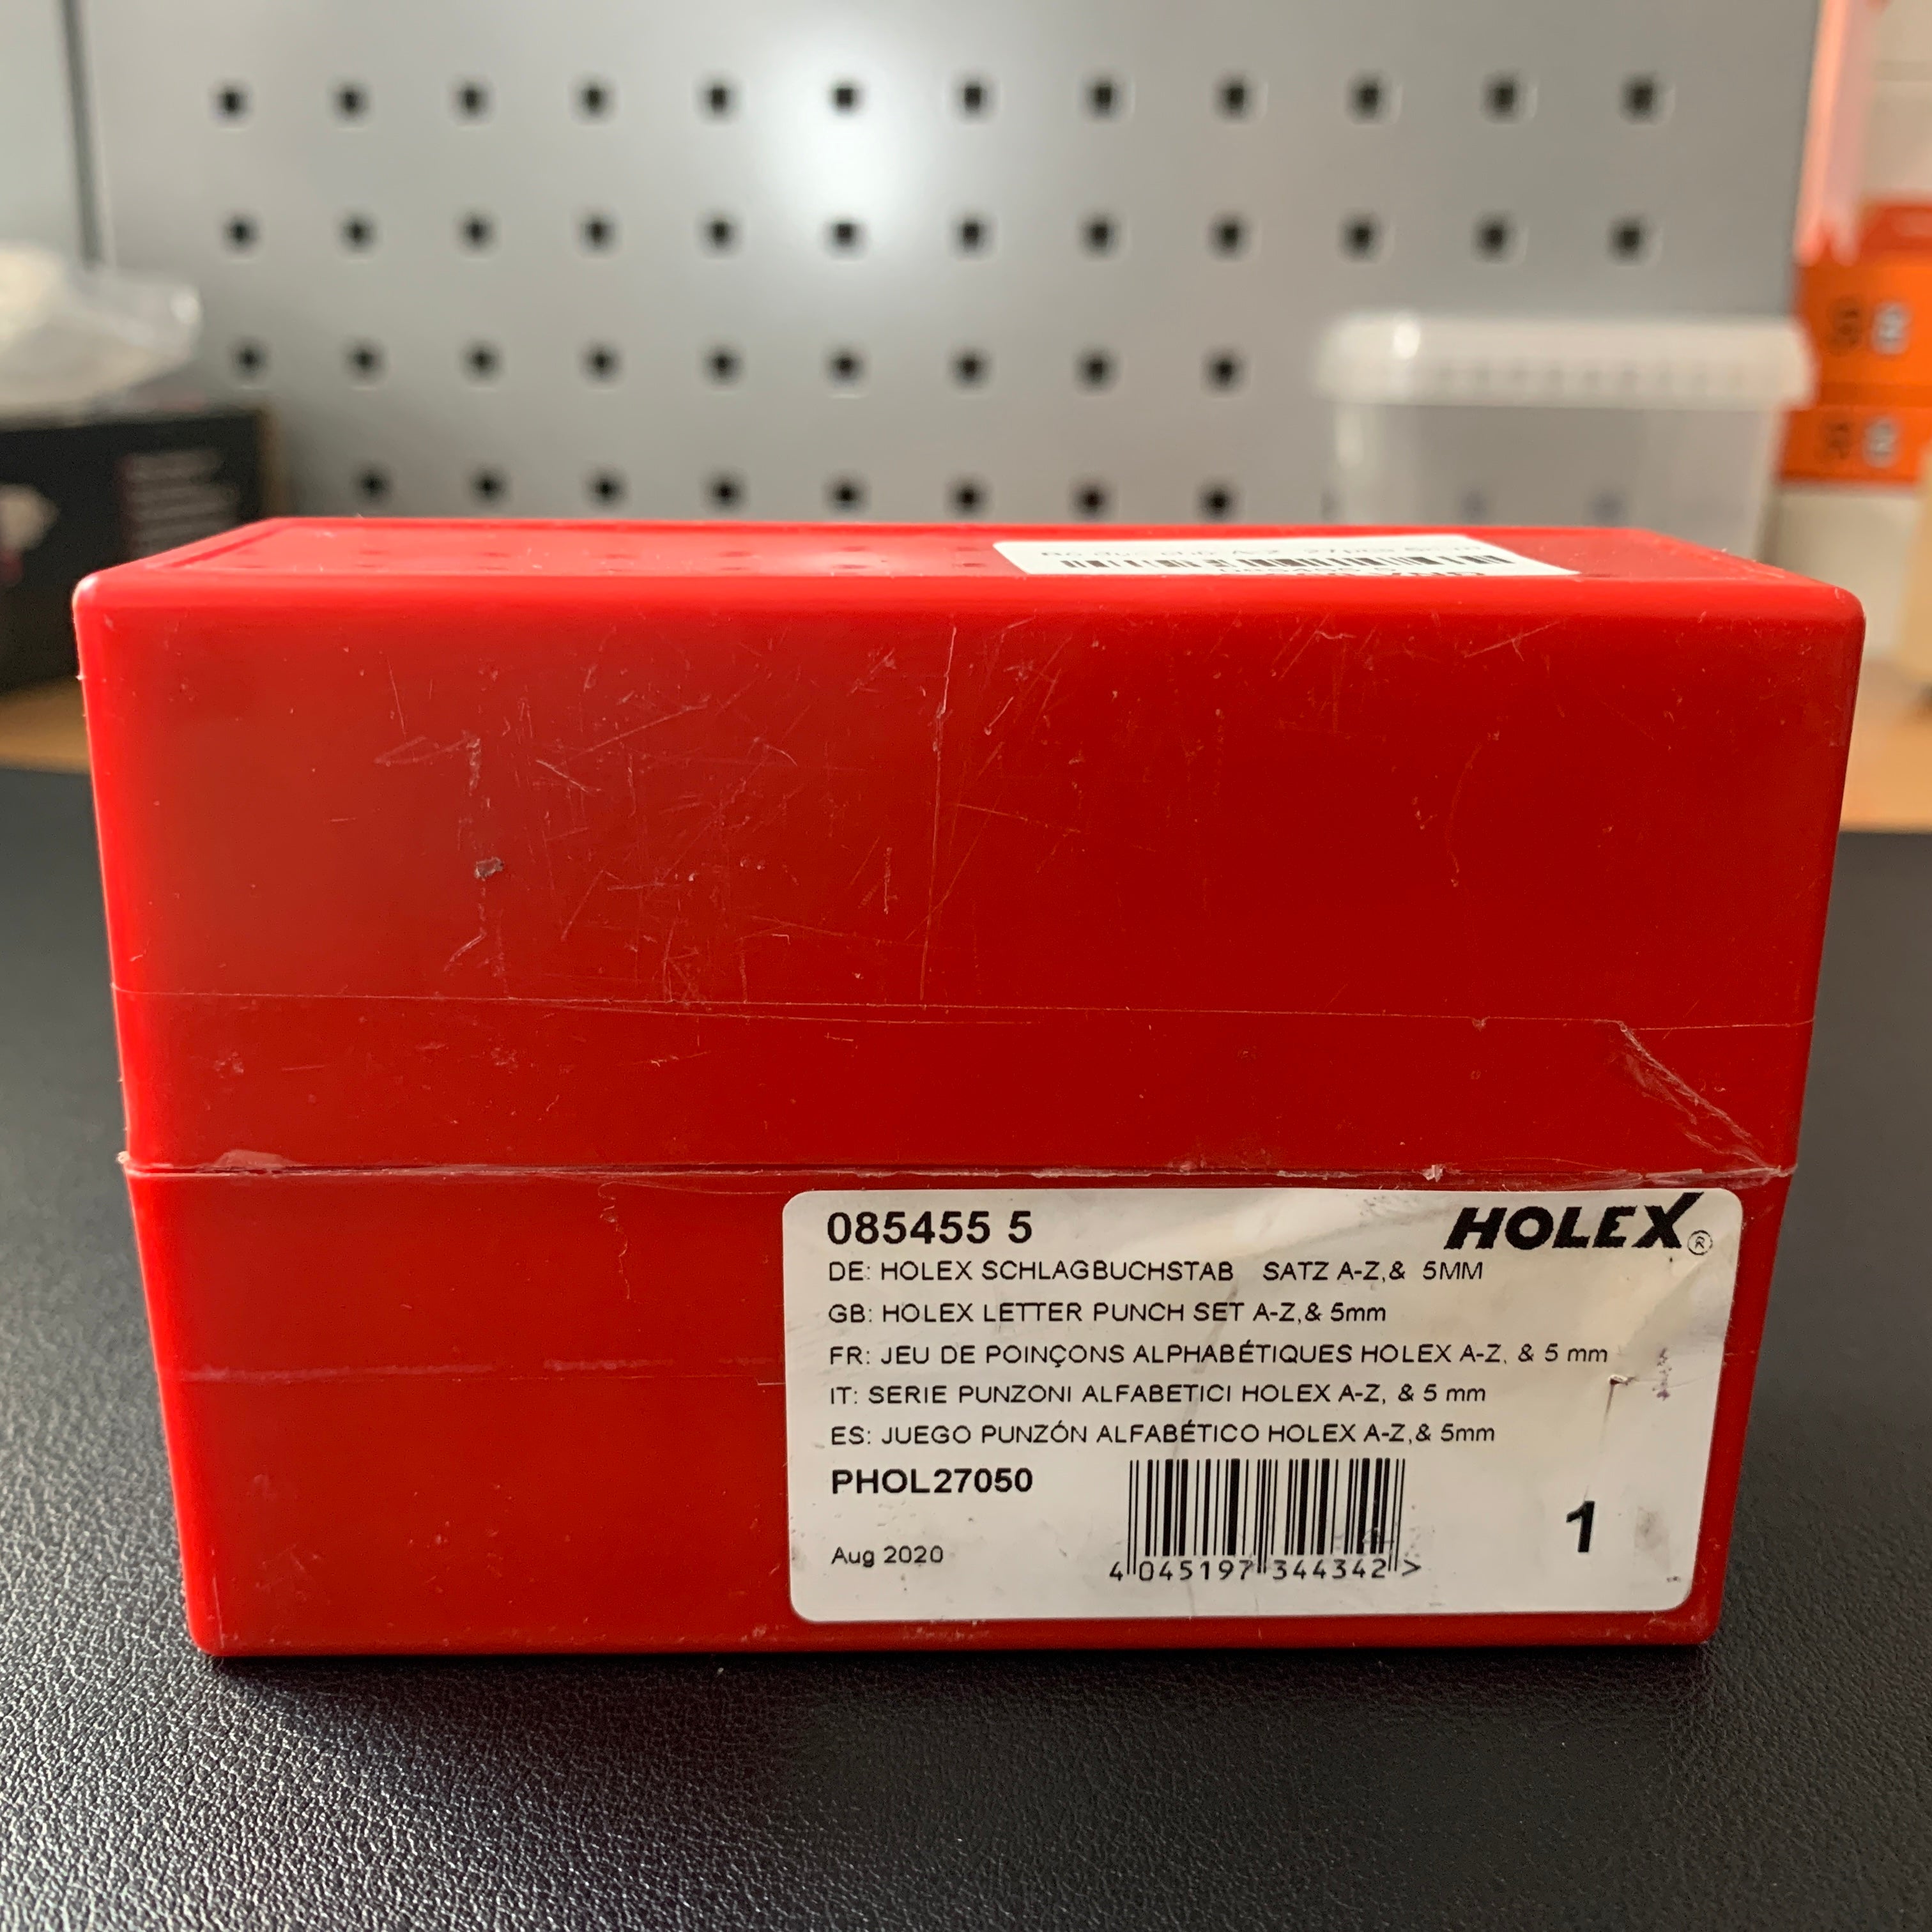 085455 5
HOLEX®
DE: HOLEX SCHLAGBUCHSTAB SATZ A-Z,& 5MM
GB: HOLEX LETTER PUNCH SET A-Z,& 5mm
FR: JEU DE POINÇONS ALPHABÉTIQUES HOLEX A-Z, & 5 mm
IT: SERIE PUNZONI ALFABETICI HOLEX A-Z, & 5 mm
ES: JUEGO PUNZÓN ALFABÉTICO HOLEX A-Z,& 5mm
PHOL27050
1
Aug 2020
4 045197 344342 >